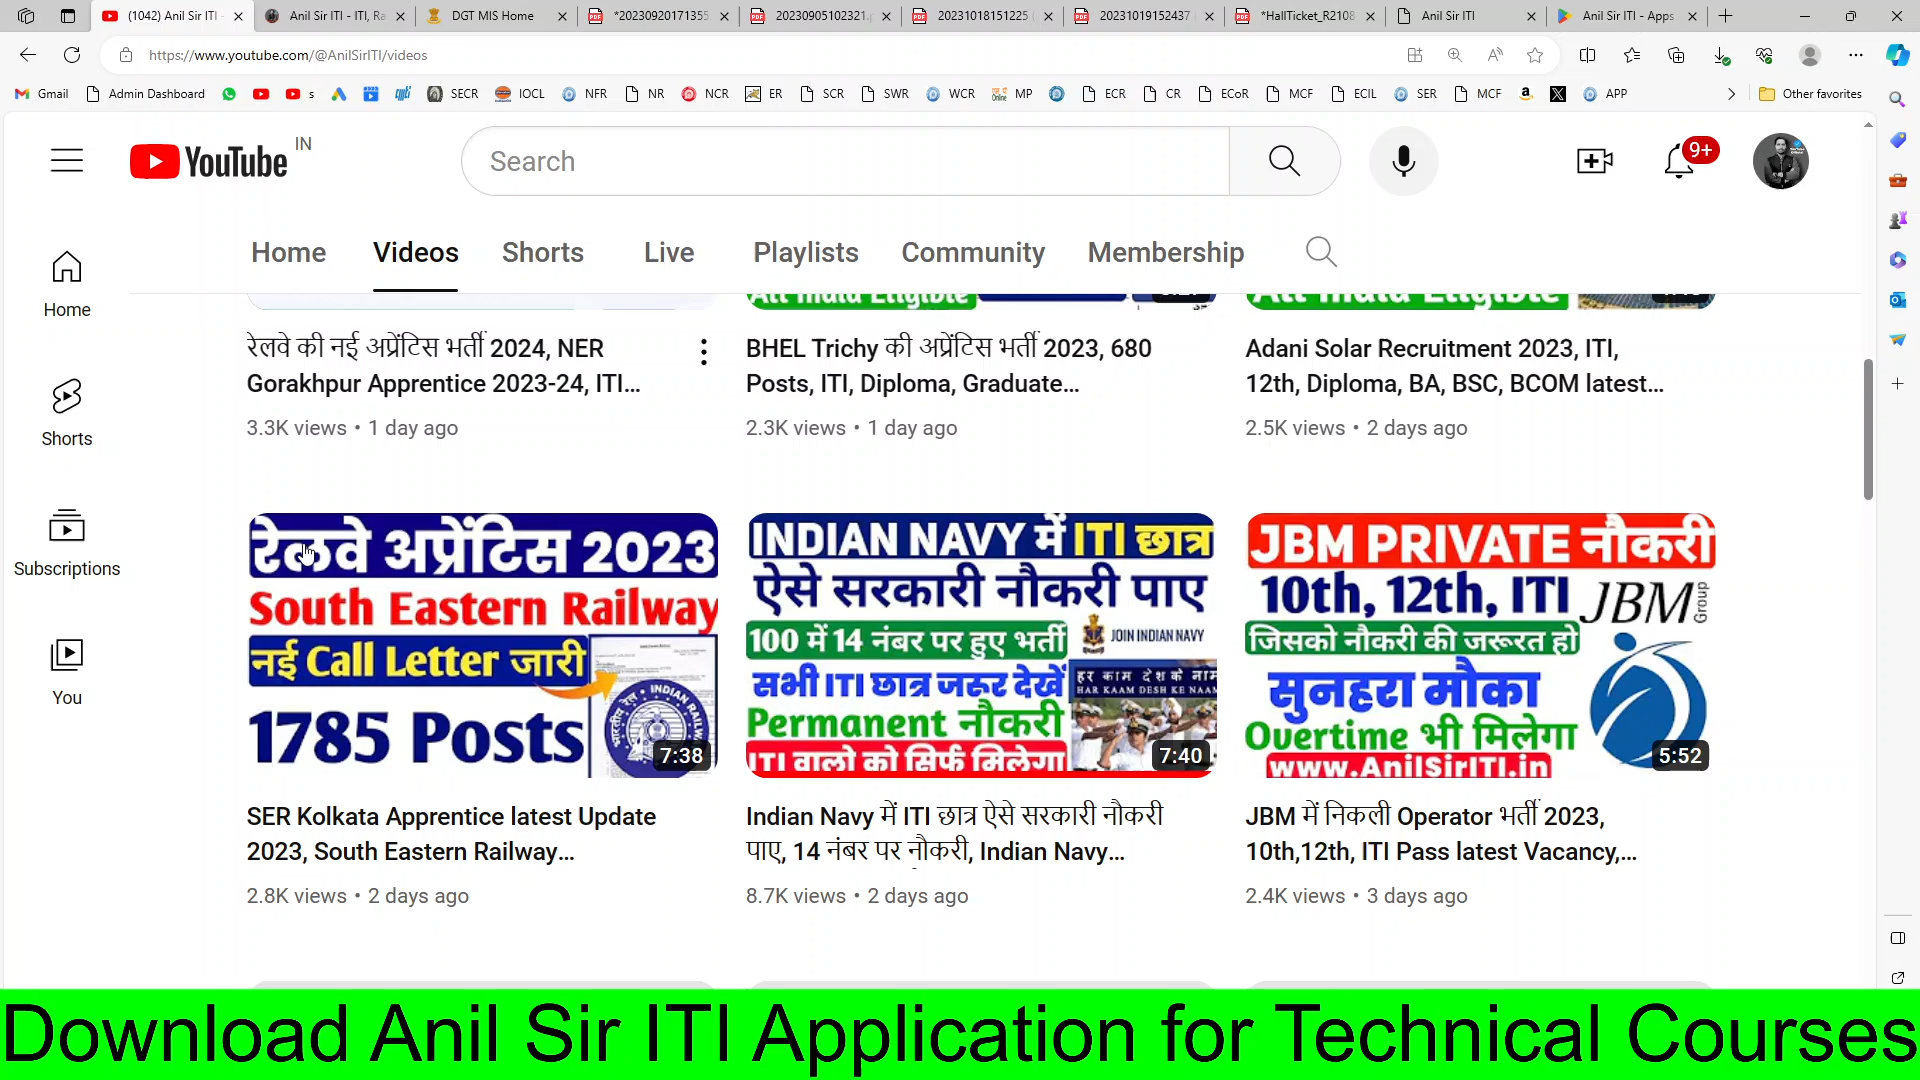 (1042) Anil Sir ITI -
Anil Sir ITI - ITI, Ra
DGT MIS Home
*20230920171355
20230905102321.p
20231018151225
20231019152437
*HallTicket_R2108
Anil Sir ITI
Anil Sir ITI - Apps
https://www.youtube.com/@AnilSirITI/videos
Gmail
Admin Dashboard
s
SECR
IOCL
NFR
NR
NCR
ER
SCR
SWR
WCR
MP
ECR
CR
ECoR
MCF
ECIL
SER
MCF
APP
Other favorites
YouTube IN
Search
9+
Home
Videos
Shorts
Live
Playlists
Community
Membership
Home
Shorts
Subscriptions
You
All India Eligible
All India Eligible
रेलवे की नई अप्रेंटिस भर्ती 2024, NER
Gorakhpur Apprentice 2023-24, ITI...
3.3K views • 1 day ago
BHEL Trichy की अप्रेंटिस भर्ती 2023, 680
Posts, ITI, Diploma, Graduate...
2.3K views • 1 day ago
Adani Solar Recruitment 2023, ITI,
12th, Diploma, BA, BSC, BCOM latest...
2.5K views • 2 days ago
रेलवे अप्रेंटिस 2023
South Eastern Railway
नई Call Letter जारी
1785 Posts
7:38
SER Kolkata Apprentice latest Update
2023, South Eastern Railway...
2.8K views • 2 days ago
INDIAN NAVY में ITI छात्र
ऐसे सरकारी नौकरी पाए
100 में 14 नंबर पर हुए भर्ती
JOIN INDIAN NAVY
सभी ITI छात्र जरूर देखें
हर काम देश के नाम
HAR KAAM DESH KE NAAM
Permanent नौकरी
ITI वालो को सिर्फ मिलेगा
7:40
Indian Navy में ITI छात्र ऐसे सरकारी नौकरी
पाए, 14 नंबर पर नौकरी, Indian Navy...
8.7K views • 2 days ago
JBM PRIVATE नौकरी
10th, 12th, ITI
JBM Group
जिसको नौकरी की जरूरत हो
सुनहरा मौका
Overtime भी मिलेगा
www.AnilSirITI.in
5:52
JBM में निकली Operator भर्ती 2023,
10th,12th, ITI Pass latest Vacancy,...
2.4K views • 3 days ago
Download Anil Sir ITI Application for Technical Courses